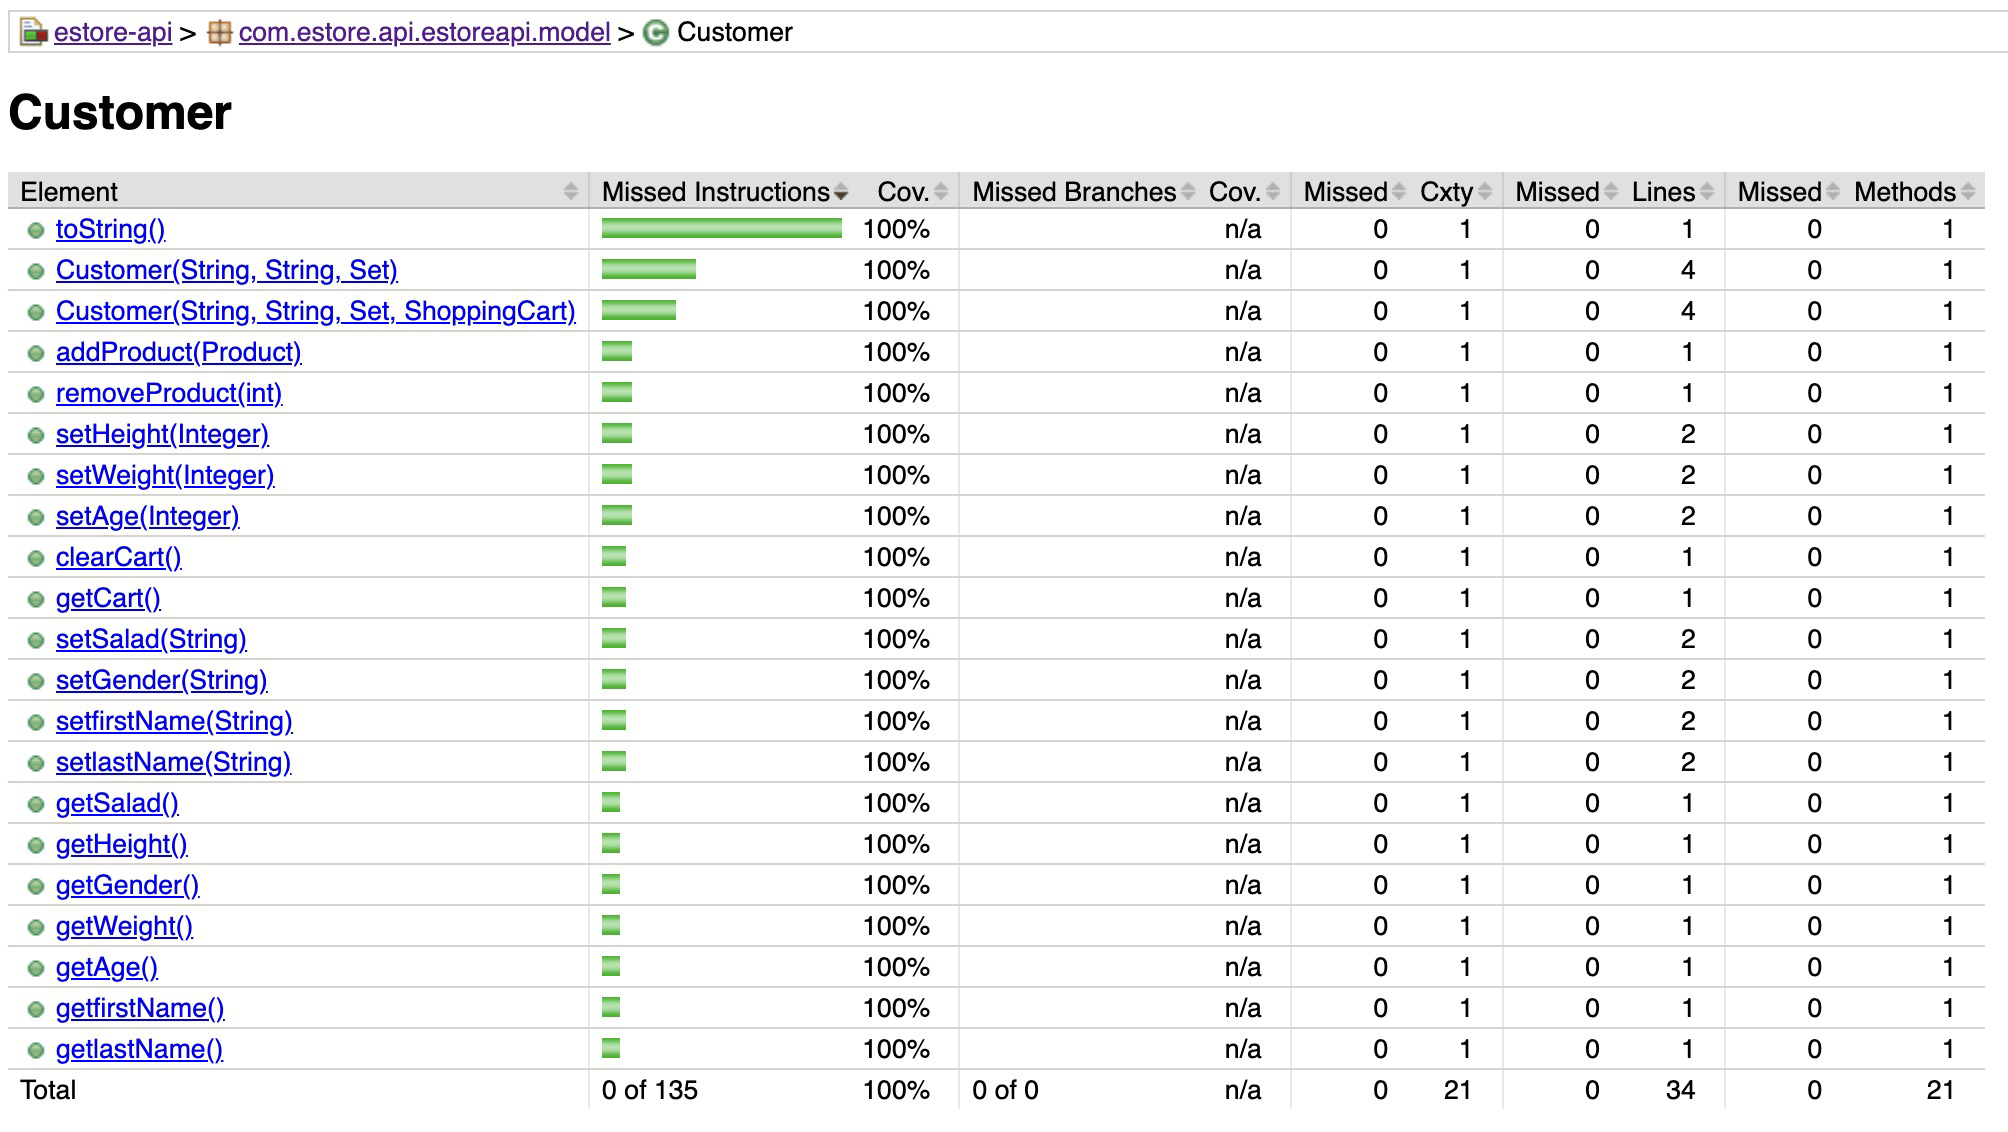 estore-api > com.estore.api.estoreapi.model > Customer
Customer
Element Missed Instructions Cov. Missed Branches Cov. Missed Cxty Missed Lines Missed Methods
toString() 100% n/a 0 1 0 1 0 1
Customer(String, String, Set) 100% n/a 0 1 0 4 0 1
Customer(String, String, Set, ShoppingCart) 100% n/a 0 1 0 4 0 1
addProduct(Product) 100% n/a 0 1 0 1 0 1
removeProduct(int) 100% n/a 0 1 0 1 0 1
setHeight(Integer) 100% n/a 0 1 0 2 0 1
setWeight(Integer) 100% n/a 0 1 0 2 0 1
setAge(Integer) 100% n/a 0 1 0 2 0 1
clearCart() 100% n/a 0 1 0 1 0 1
getCart() 100% n/a 0 1 0 1 0 1
setSalad(String) 100% n/a 0 1 0 2 0 1
setGender(String) 100% n/a 0 1 0 2 0 1
setfirstName(String) 100% n/a 0 1 0 2 0 1
setlastName(String) 100% n/a 0 1 0 2 0 1
getSalad() 100% n/a 0 1 0 1 0 1
getHeight() 100% n/a 0 1 0 1 0 1
getGender() 100% n/a 0 1 0 1 0 1
getWeight() 100% n/a 0 1 0 1 0 1
getAge() 100% n/a 0 1 0 1 0 1
getfirstName() 100% n/a 0 1 0 1 0 1
getlastName() 100% n/a 0 1 0 1 0 1
Total 0 of 135 100% 0 of 0 n/a 0 21 0 34 0 21